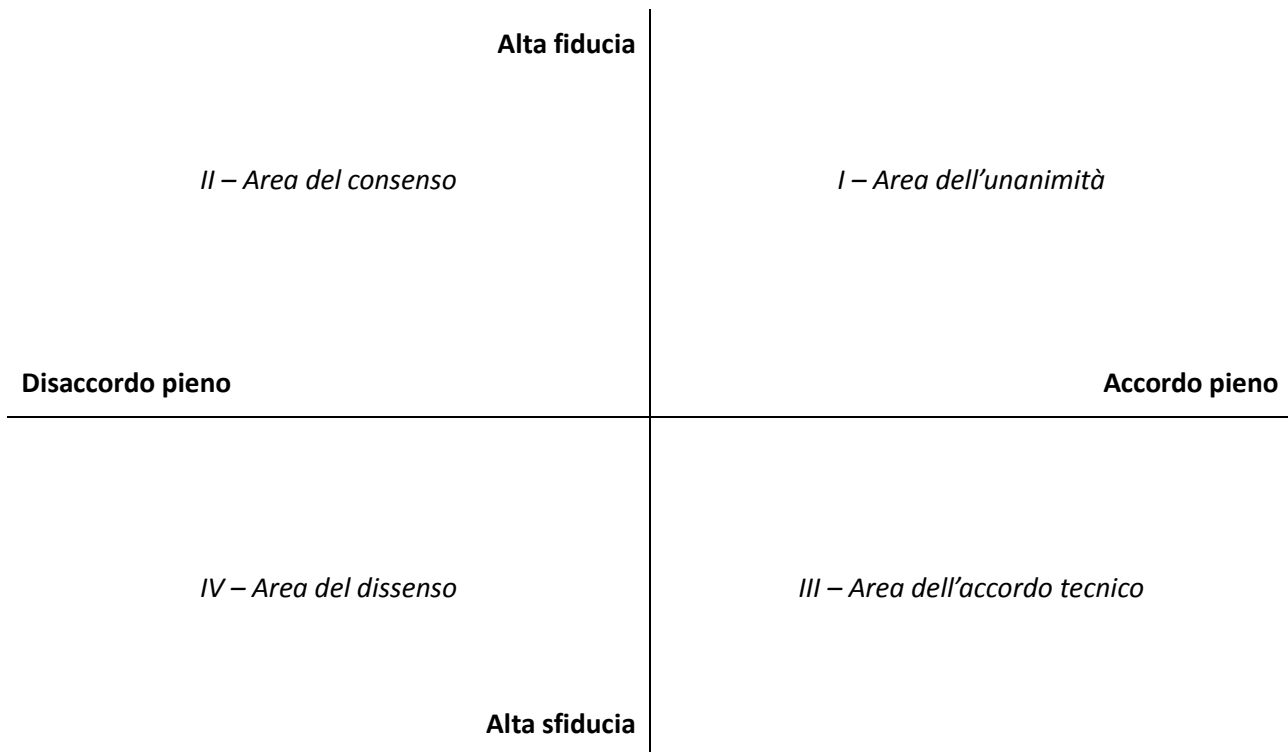 Alta fiducia
II – Area del consenso
I – Area dell’unanimità
Disaccordo pieno
Accordo pieno
IV – Area del dissenso
III – Area dell’accordo tecnico
Alta sfiducia